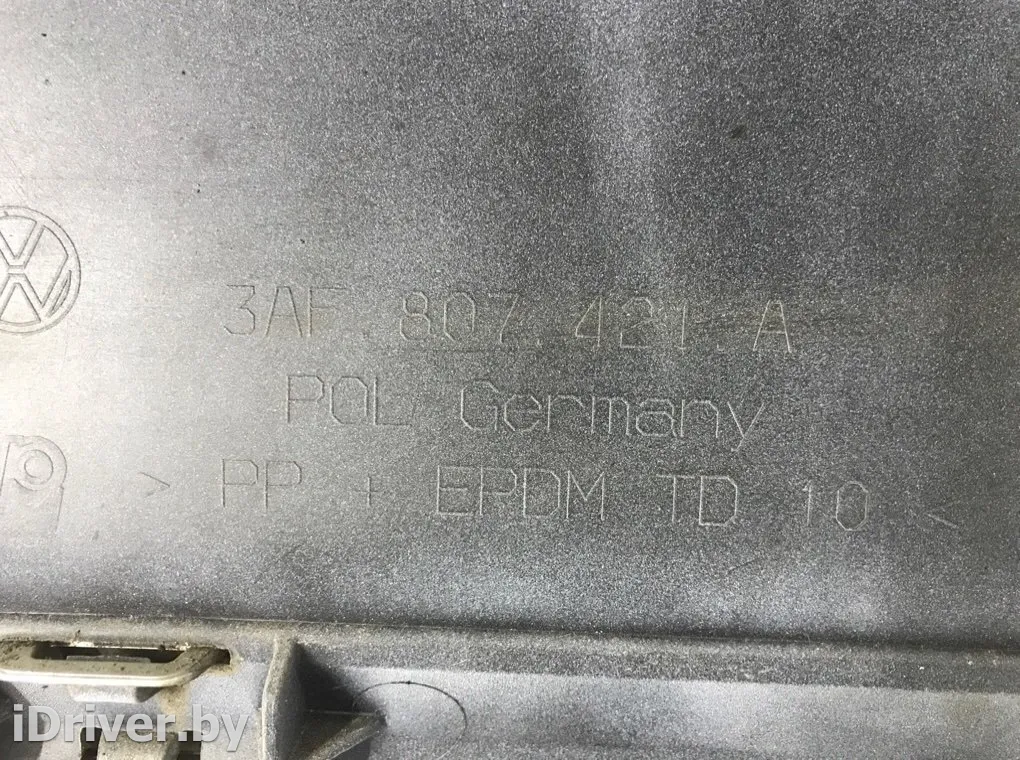 3AF.807.421.A
POL Germany
> PP + EPDM TD 10 <
iDriver.by